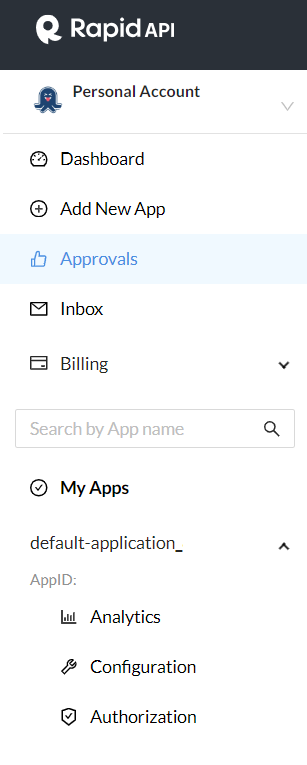 Rapid API
Personal Account
Dashboard
Add New App
Approvals
Inbox
Billing
Search by App name
My Apps
default-application_
AppID:
Analytics
Configuration
Authorization